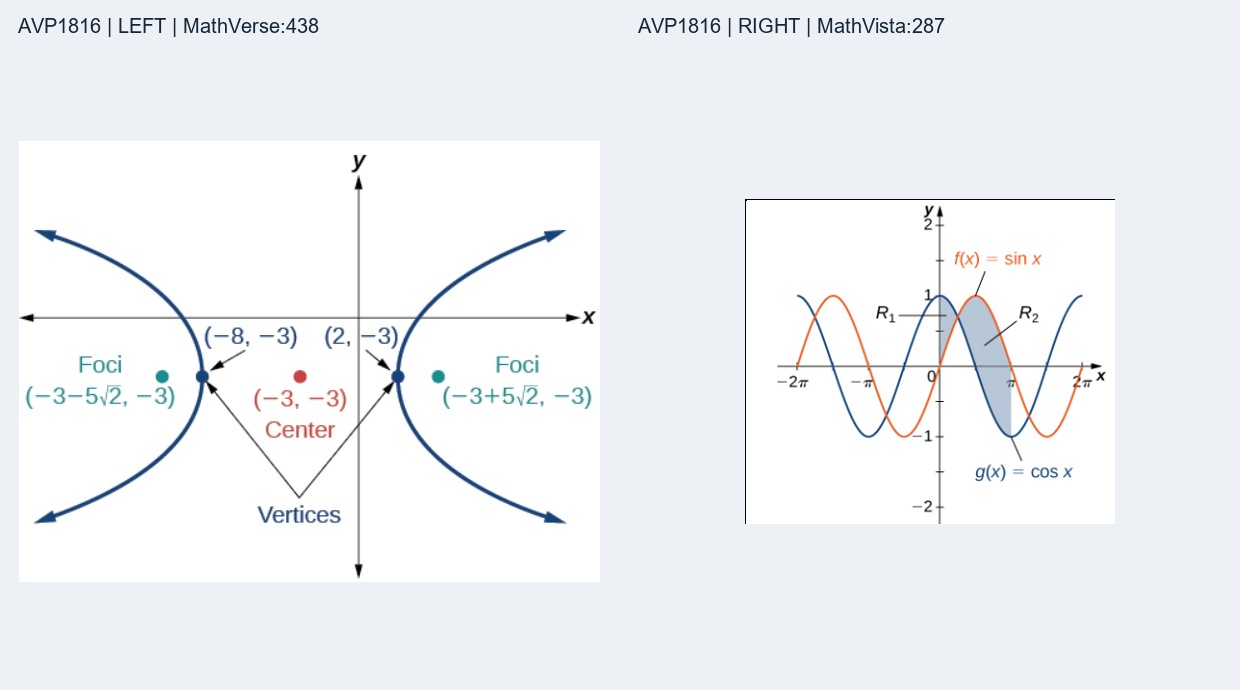 AVP1816 | LEFT | MathVerse:438
y
x
(−8, −3) (2, −3)
Foci
(−3−5√2, −3)
(−3, −3)
Center
Foci
(−3+5√2, −3)
Vertices
AVP1816 | RIGHT | MathVista:287
y
2
f(x) = sin x
1
R₁
R₂
−2π
−π
0
π
2π
x
−1
g(x) = cos x
−2